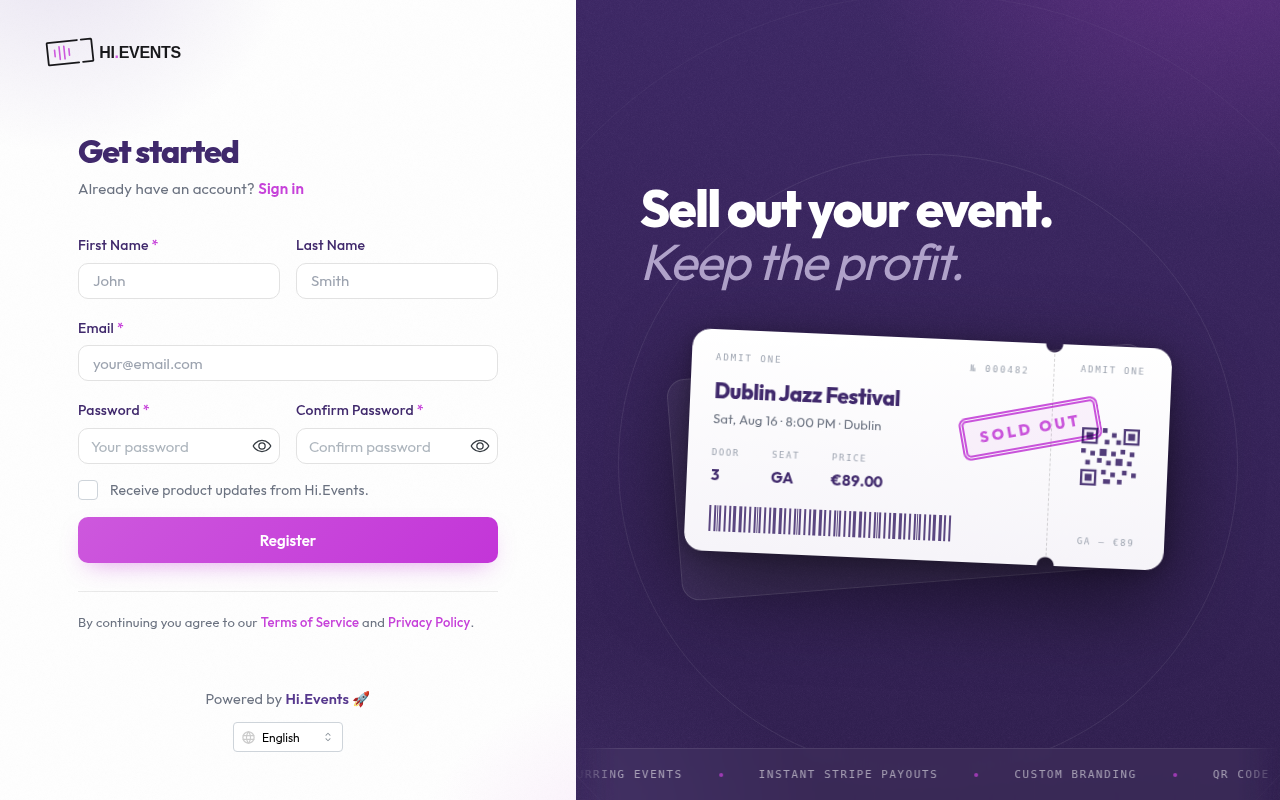 HI.EVENTS
Get started
Already have an account? Sign in
First Name *
Last Name
John
Smith
Email *
your@email.com
Password *
Confirm Password *
Your password
Confirm password
Receive product updates from Hi.Events.
Register
By continuing you agree to our Terms of Service and Privacy Policy.
Powered by Hi.Events 🚀
English
Sell out your event.
Keep the profit.
ADMIT ONE
№ 000482
ADMIT ONE
Dublin Jazz Festival
Sat, Aug 16 · 8:00 PM · Dublin
SOLD OUT
DOOR
SEAT
PRICE
3
GA
€89.00
GA — €89
EVENTS • INSTANT STRIPE PAYOUTS • CUSTOM BRANDING • QR CODE